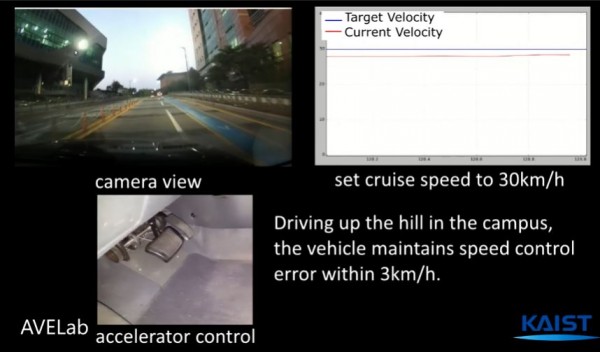 Target Velocity
Current Velocity
camera view
set cruise speed to 30km/h
Driving up the hill in the campus,
the vehicle maintains speed control
error within 3km/h.
AVELab
accelerator control
KAIST